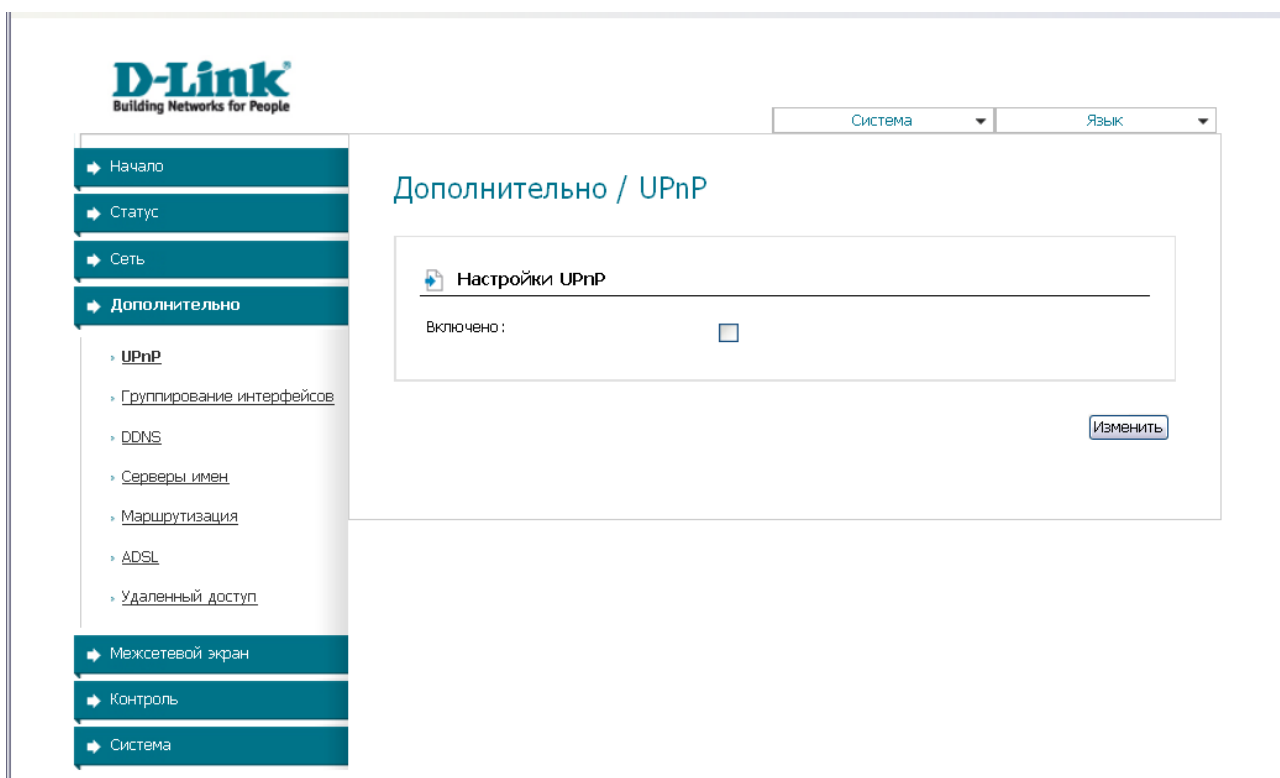 D-Link®
Building Networks for People
Система
Язык
Начало
Статус
Сеть
Дополнительно
UPnP
Группирование интерфейсов
DDNS
Серверы имен
Маршрутизация
ADSL
Удаленный доступ
Межсетевой экран
Контроль
Система
Дополнительно / UPnP
Настройки UPnP
Включено:
Изменить